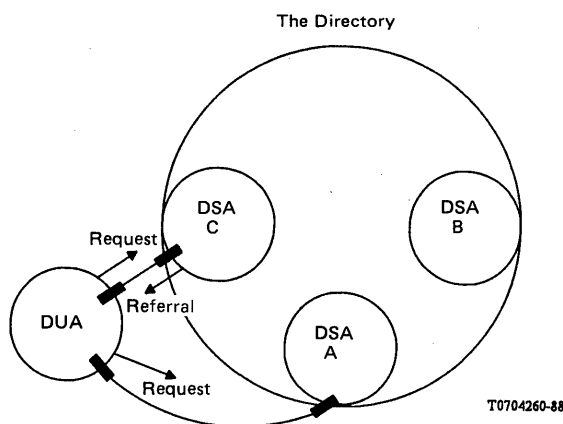 The Directory
DSA
C
DSA
B
Request
Referral
DUA
DSA
A
Request
T0704260-88